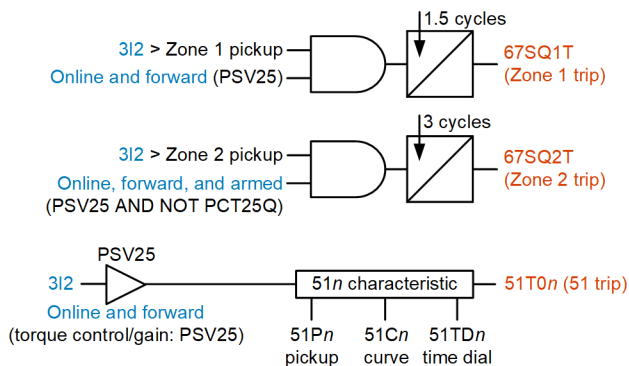 1.5 cycles
3I2 > Zone 1 pickup
Online and forward (PSV25)
67SQ1T
(Zone 1 trip)
3 cycles
3I2 > Zone 2 pickup
Online, forward, and armed
(PSV25 AND NOT PCT25Q)
67SQ2T
(Zone 2 trip)
PSV25
3I2
51n characteristic
51T0n (51 trip)
Online and forward
(torque control/gain: PSV25)
51Pn
pickup
51Cn
curve
51TDn
time dial